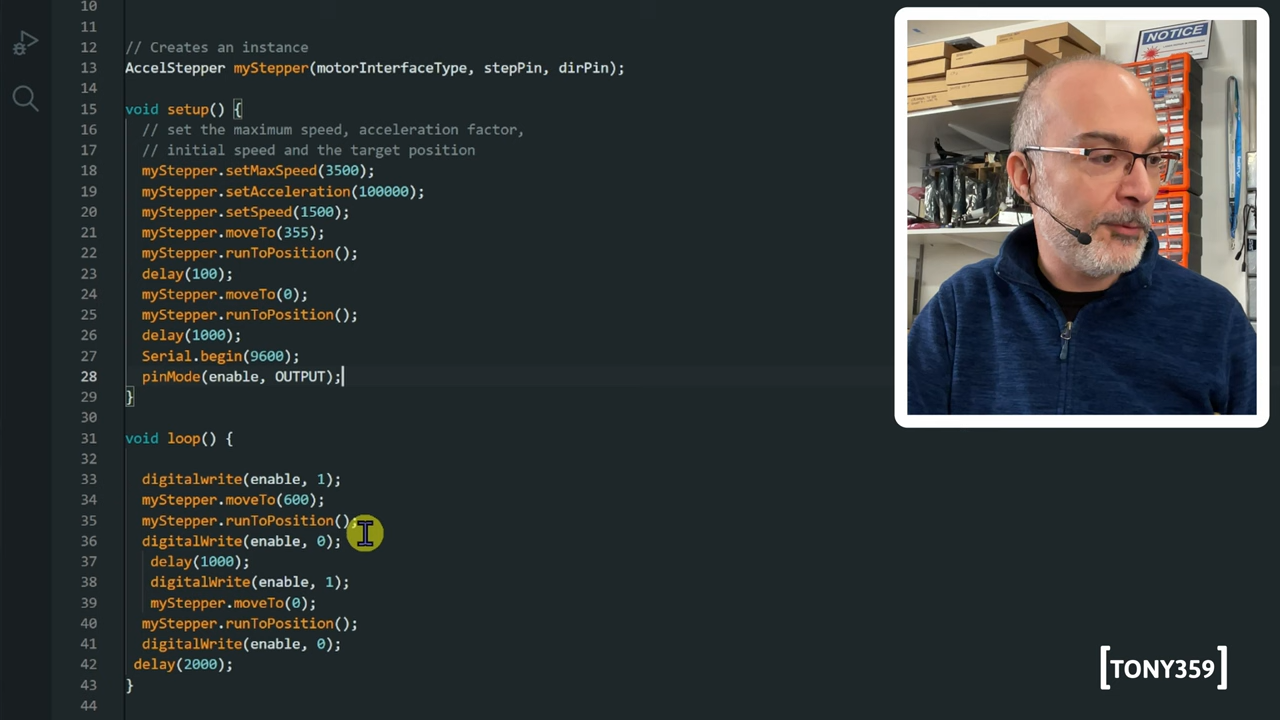 10
11
12 // Creates an instance
13 AccelStepper myStepper(motorInterfaceType, stepPin, dirPin);
14
15 void setup() {
16 // set the maximum speed, acceleration factor,
17 // initial speed and the target position
18 myStepper.setMaxSpeed(3500);
19 myStepper.setAcceleration(100000);
20 myStepper.setSpeed(1500);
21 myStepper.moveTo(355);
22 myStepper.runToPosition();
23 delay(100);
24 myStepper.moveTo(0);
25 myStepper.runToPosition();
26 delay(1000);
27 Serial.begin(9600);
28 pinMode(enable, OUTPUT);
29 }
30
31 void loop() {
32
33 digitalwrite(enable, 1);
34 myStepper.moveTo(600);
35 myStepper.runToPosition();
36 digitalWrite(enable, 0);
37 delay(1000);
38 digitalWrite(enable, 1);
39 myStepper.moveTo(0);
40 myStepper.runToPosition();
41 digitalWrite(enable, 0);
42 delay(2000);
43 }
44
NOTICE
[TONY359]